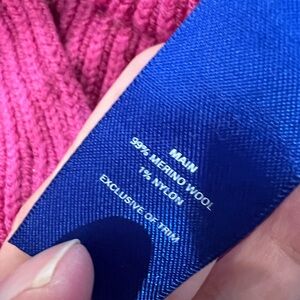 MAIN
99% MERINO WOOL
1% NYLON
EXCLUSIVE OF TRIM